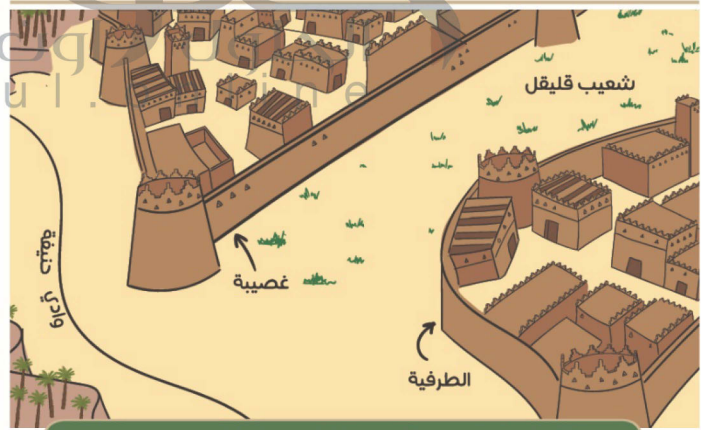 شعيب قليقل
غصيبة
وادي حنيفة
الطرفية